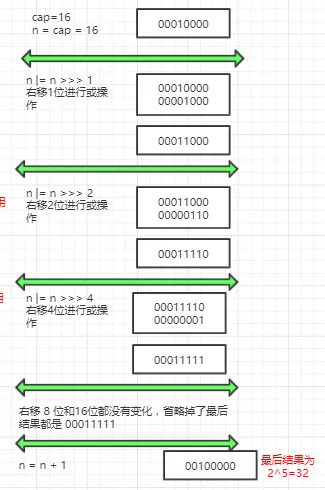 cap=16
n = cap = 16
00010000
n |= n >>> 1
右移1位进行或操
作
00010000
00001000
00011000
用
n |= n >>> 2
右移2位进行或操
作
00011000
00000110
00011110
用
n |= n >>> 4
右移4位进行或操
作
00011110
00000001
00011111
右移 8 位和16位都没有变化，省略掉了最后
结果都是 00011111
n = n + 1
00100000
最后结果为
2^5=32